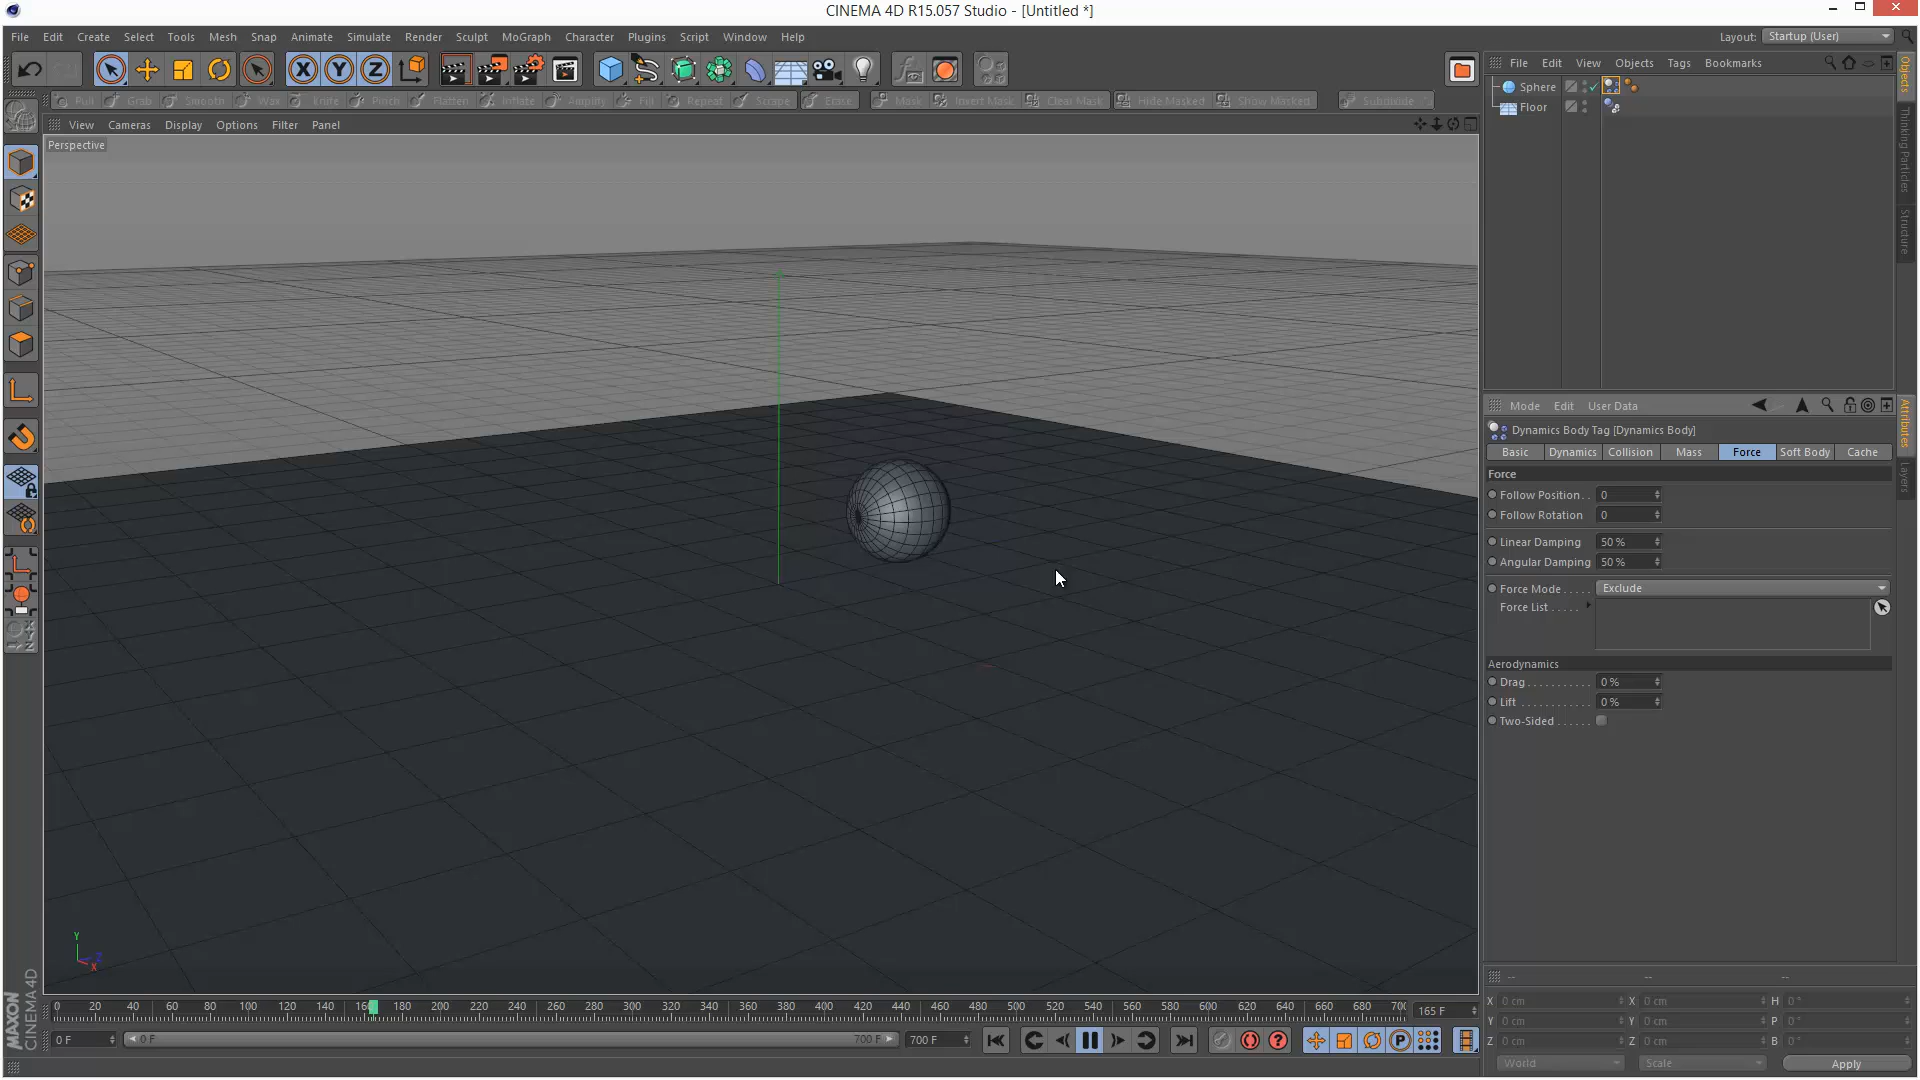 CINEMA 4D R15.057 Studio - [Untitled *]
File Edit Create Select Tools Mesh Snap Animate Simulate Render Sculpt MoGraph Character Plugins Script Window Help
Layout: Startup (User)
Pull Grab Smooth Wax Knife Pinch Flatten Inflate Amplify Fill Repeat Scrape Erase Mask Invert Mask Clear Mask Hide Masked Show Masked Subdivide
View Cameras Display Options Filter Panel
Perspective
File Edit View Objects Tags Bookmarks
Sphere
Floor
Objects
Thinking Particles
Structure
Mode Edit User Data
Dynamics Body Tag [Dynamics Body]
Basic Dynamics Collision Mass Force Soft Body Cache
Force
Follow Position . . 0
Follow Rotation 0
Linear Damping 50 %
Angular Damping 50 %
Force Mode . . . . . Exclude
Force List . . . . .
Aerodynamics
Drag . . . . . . . . . . . 0 %
Lift . . . . . . . . . . . . 0 %
Two-Sided . . . . . .
Attributes
Layers
Y
Z
X
MAXON
CINEMA 4D
0 20 40 60 80 100 120 140 160 180 200 220 240 260 280 300 320 340 360 380 400 420 440 460 480 500 520 540 560 580 600 620 640 660 680 700
165 F
0 F 0 F 700 F 700 F
-- -- --
X 0 cm X 0 cm H 0 °
Y 0 cm Y 0 cm P 0 °
Z 0 cm Z 0 cm B 0 °
World Scale Apply